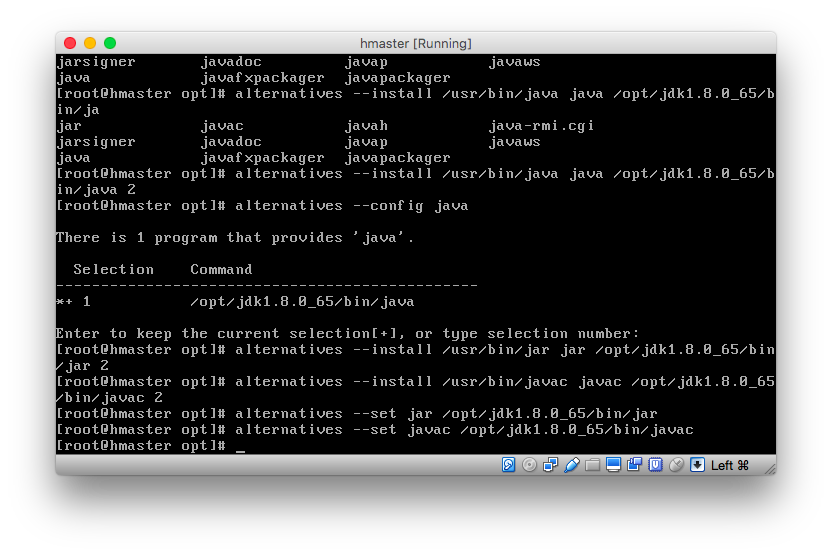 hmaster [Running]
jarsigner javadoc javap javaws
java javafxpackager javapackager
[root@hmaster opt]# alternatives --install /usr/bin/java java /opt/jdk1.8.0_65/b
in/ja
jar javac javah java-rmi.cgi
jarsigner javadoc javap javaws
java javafxpackager javapackager
[root@hmaster opt]# alternatives --install /usr/bin/java java /opt/jdk1.8.0_65/b
in/java 2
[root@hmaster opt]# alternatives --config java
There is 1 program that provides 'java'.
Selection Command
-----------------------------------------------
*+ 1 /opt/jdk1.8.0_65/bin/java
Enter to keep the current selection[+], or type selection number:
[root@hmaster opt]# alternatives --install /usr/bin/jar jar /opt/jdk1.8.0_65/bin
/jar 2
[root@hmaster opt]# alternatives --install /usr/bin/javac javac /opt/jdk1.8.0_65
/bin/javac 2
[root@hmaster opt]# alternatives --set jar /opt/jdk1.8.0_65/bin/jar
[root@hmaster opt]# alternatives --set javac /opt/jdk1.8.0_65/bin/javac
[root@hmaster opt]# _
Left ⌘